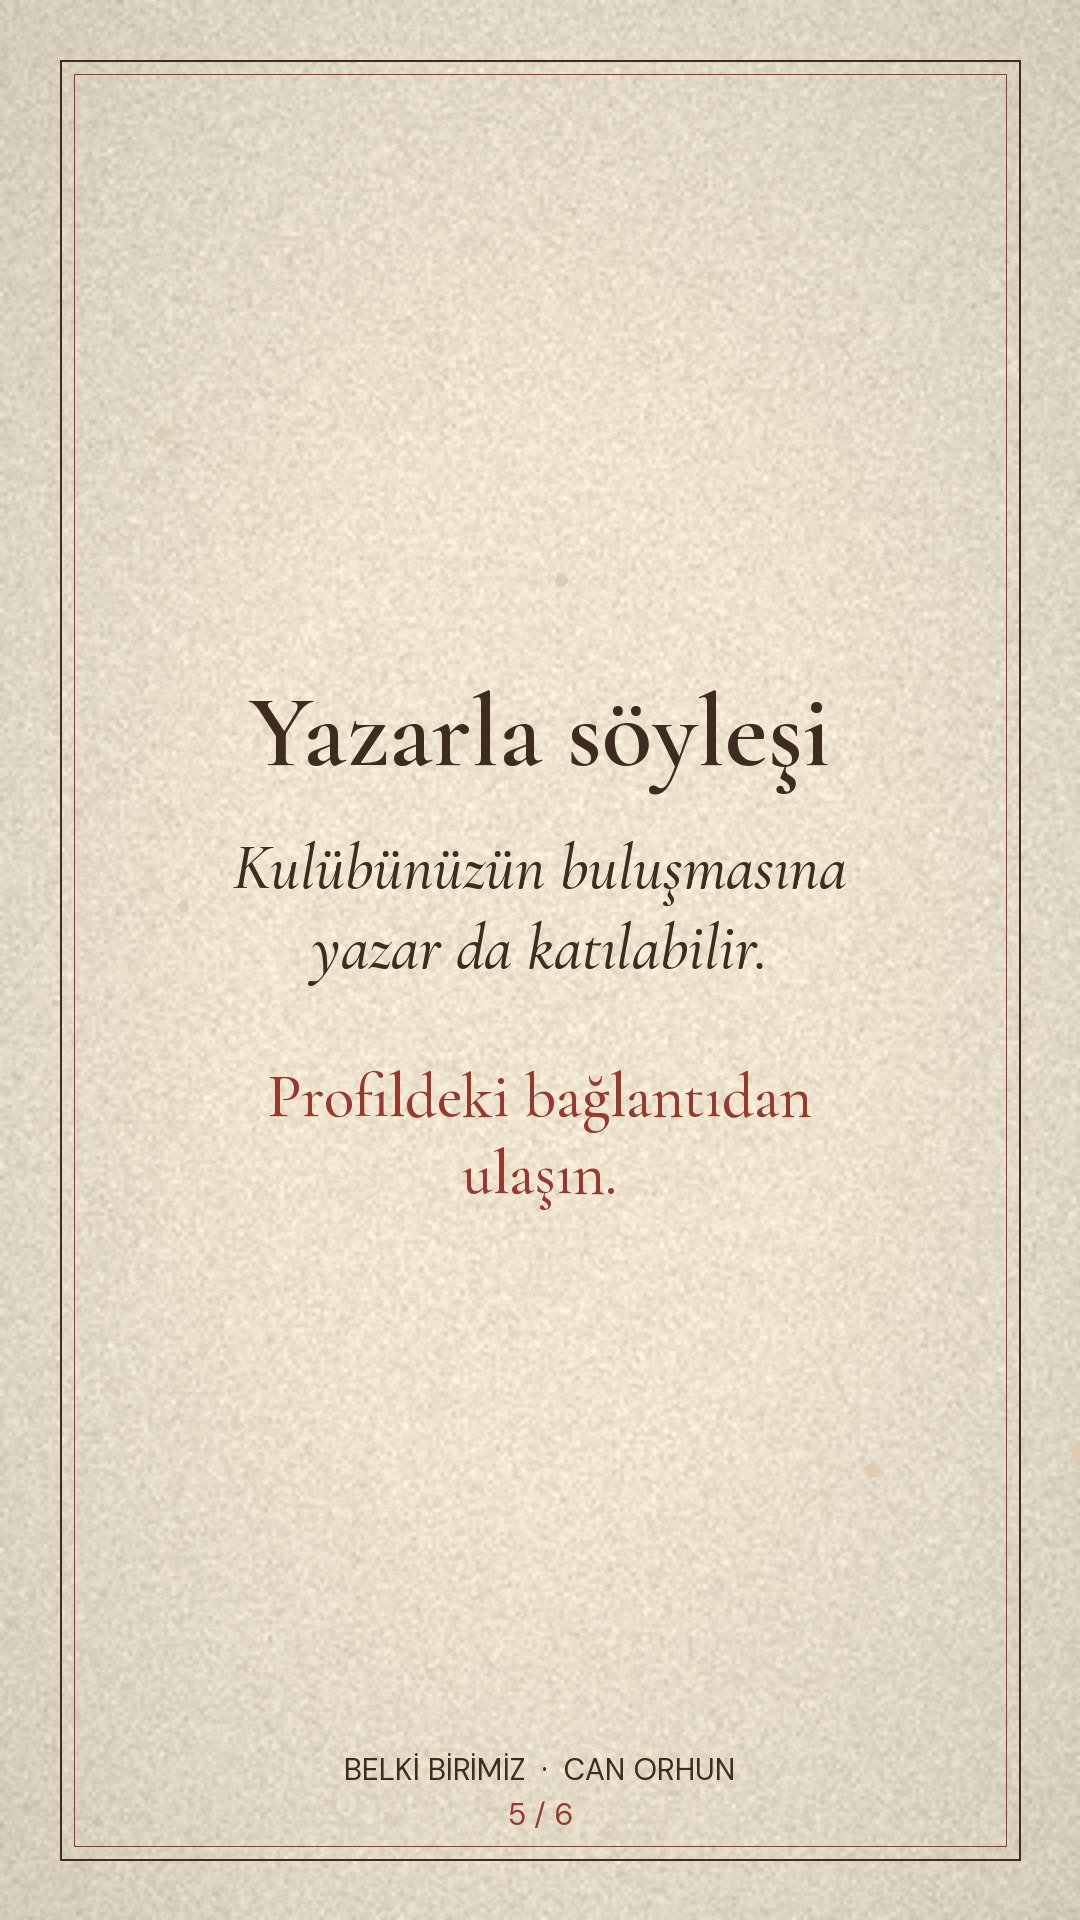 Yazarla söyleşi
Kulübünüzün buluşmasına
yazar da katılabilir.
Profildeki bağlantıdan
ulaşın.
BELKİ BİRİMİZ · CAN ORHUN
5 / 6